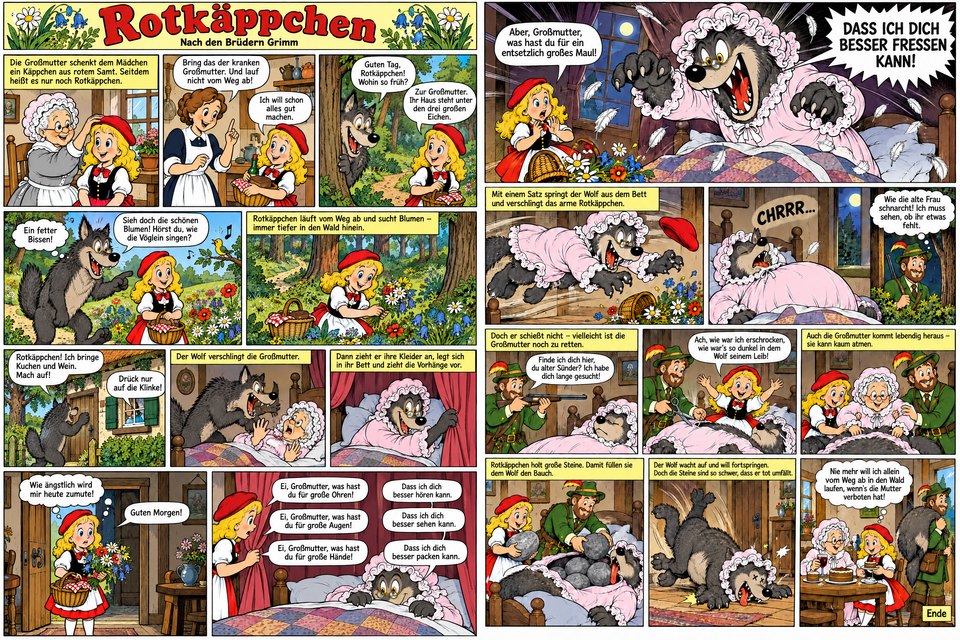 Rotkäppchen
Nach den Brüdern Grimm
Die Großmutter schenkt dem Mädchen
ein Käppchen aus rotem Samt. Seitdem
heißt es nur noch Rotkäppchen.
Bring das der kranken
Großmutter. Und lauf
nicht vom Weg ab!
Ich will schon
alles gut
machen.
Guten Tag,
Rotkäppchen!
Wohin so früh?
Zur Großmutter.
Ihr Haus steht unter
den drei großen
Eichen.
Ein fetter
Bissen!
Sieh doch die schönen
Blumen! Hörst du, wie
die Vöglein singen?
Rotkäppchen läuft vom Weg ab und sucht Blumen –
immer tiefer in den Wald hinein.
Rotkäppchen! Ich bringe
Kuchen und Wein.
Mach auf!
Drück nur
auf die Klinke!
Der Wolf verschlingt die Großmutter.
Dann zieht er ihre Kleider an, legt sich
in ihr Bett und zieht die Vorhänge vor.
Wie ängstlich wird
mir heute zumute!
Guten Morgen!
Ei, Großmutter, was hast
du für große Ohren!
Dass ich dich
besser hören kann.
Ei, Großmutter, was hast
du für große Augen!
Dass ich dich
besser sehen kann.
Ei, Großmutter, was hast
du für große Hände!
Dass ich dich
besser packen kann.
Aber, Großmutter,
was hast du für ein
entsetzlich großes Maul!
DASS ICH DICH
BESSER FRESSEN
KANN!
Mit einem Satz springt der Wolf aus dem Bett
und verschlingt das arme Rotkäppchen.
CHRRR...
Wie die alte Frau
schnarcht! Ich muss
sehen, ob ihr etwas
fehlt.
Doch er schießt nicht – vielleicht ist die
Großmutter noch zu retten.
Finde ich dich hier,
du alter Sünder? Ich habe
dich lange gesucht!
Ach, wie war ich erschrocken,
wie war's so dunkel in dem
Wolf seinem Leib!
Auch die Großmutter kommt lebendig heraus –
sie kann kaum atmen.
Rotkäppchen holt große Steine. Damit füllen sie
dem Wolf den Bauch.
Der Wolf wacht auf und will fortspringen.
Doch die Steine sind so schwer, dass er tot umfällt.
Nie mehr will ich allein
vom Weg ab in den Wald
laufen, wenn's die Mutter
verboten hat!
Ende